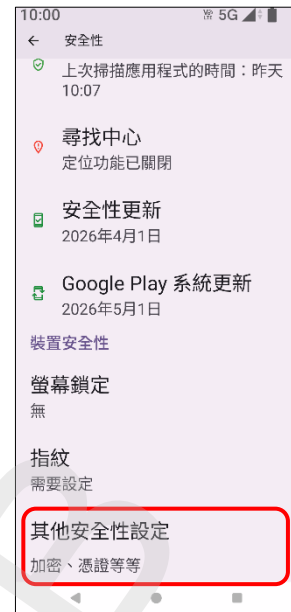 10:00 5G
安全性
上次掃描應用程式的時間：昨天
10:07
尋找中心
定位功能已關閉
安全性更新
2026年4月1日
Google Play 系統更新
2026年5月1日
裝置安全性
螢幕鎖定
無
指紋
需要設定
其他安全性設定
加密、憑證等等